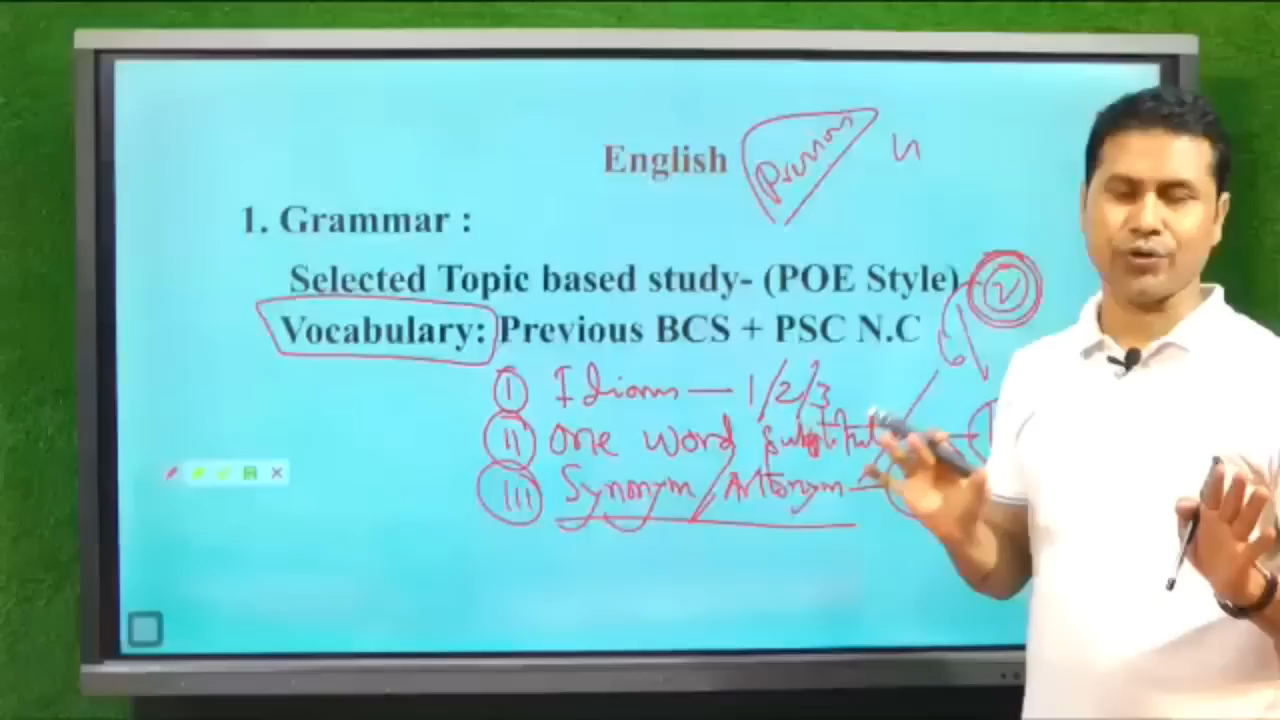 English Previous
1. Grammar :
Selected Topic based study- (POE Style)
Vocabulary: Previous BCS + PSC N.C
I Idioms — 1/2/3
II one word
III Synonym / Antonym —